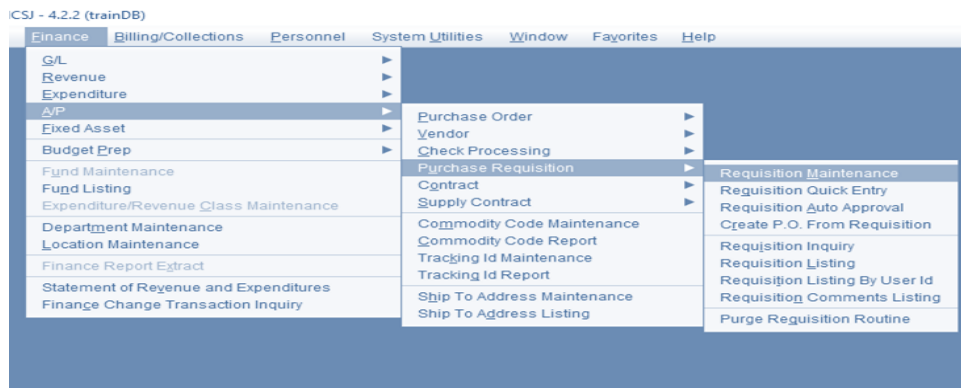 CSJ - 4.2.2 (trainDB)
Finance Billing/Collections Personnel System Utilities Window Favorites Help
G/L
Revenue
Expenditure
A/P
Fixed Asset
Budget Prep
Fund Maintenance
Fund Listing
Expenditure/Revenue Class Maintenance
Department Maintenance
Location Maintenance
Finance Report Extract
Statement of Revenue and Expenditures
Finance Change Transaction Inquiry
Purchase Order
Vendor
Check Processing
Purchase Requisition
Contract
Supply Contract
Commodity Code Maintenance
Commodity Code Report
Tracking Id Maintenance
Tracking Id Report
Ship To Address Maintenance
Ship To Address Listing
Requisition Maintenance
Requisition Quick Entry
Requisition Auto Approval
Create P.O. From Requisition
Requisition Inquiry
Requisition Listing
Requisition Listing By User Id
Requisition Comments Listing
Purge Requisition Routine